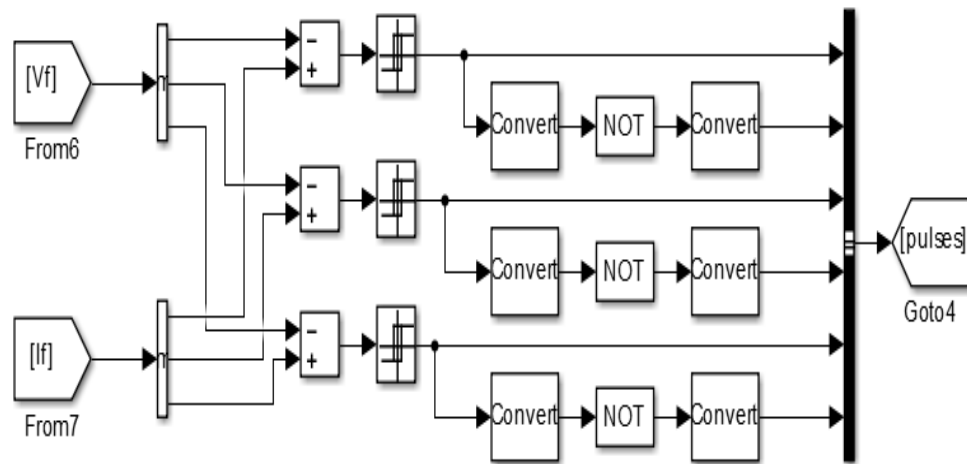 [Vf]
From6
-
+
Convert
NOT
Convert
-
+
[pulses]
Convert
NOT
Convert
Goto4
[If]
From7
-
+
Convert
NOT
Convert